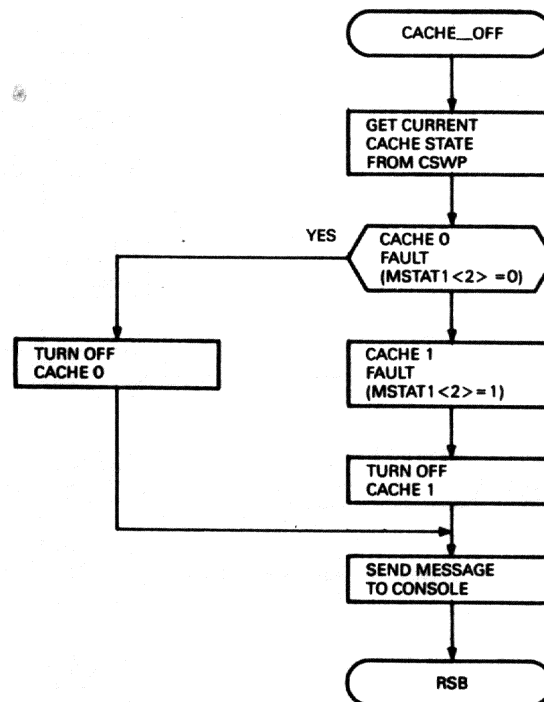 CACHE__OFF
GET CURRENT
CACHE STATE
FROM CSWP
YES
CACHE 0
FAULT
(MSTAT1<2> =0)
TURN OFF
CACHE 0
CACHE 1
FAULT
(MSTAT1<2>=1)
TURN OFF
CACHE 1
SEND MESSAGE
TO CONSOLE
RSB